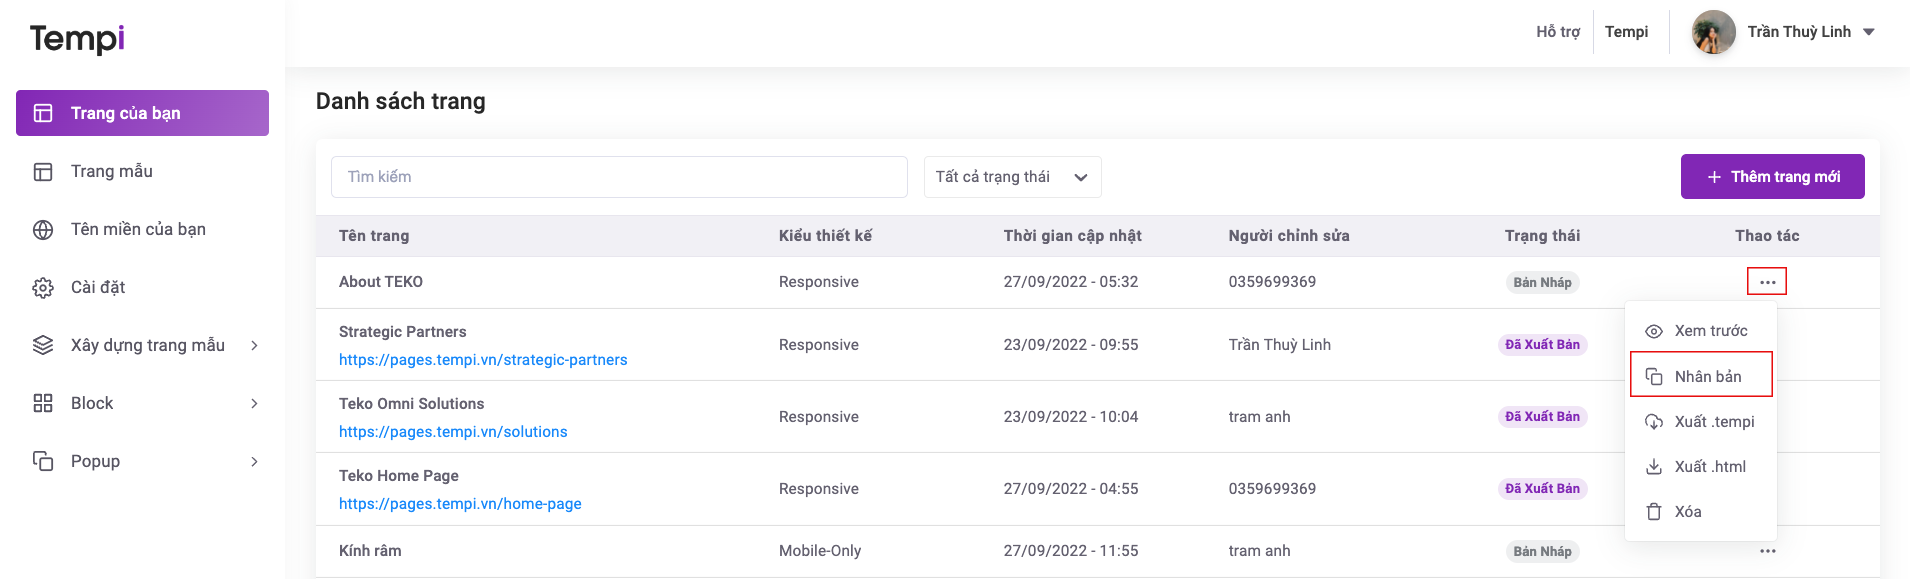 Tempi
Hỗ trợ
Tempi
Trần Thuỳ Linh
Trang của bạn
Trang mẫu
Tên miền của bạn
Cài đặt
Xây dựng trang mẫu
Block
Popup
Danh sách trang
Tìm kiếm
Tất cả trạng thái
+ Thêm trang mới
Tên trang Kiểu thiết kế Thời gian cập nhật Người chỉnh sửa Trạng thái Thao tác
About TEKO Responsive 27/09/2022 - 05:32 0359699369 Bản Nháp ...
Strategic Partners
https://pages.tempi.vn/strategic-partners
Responsive 23/09/2022 - 09:55 Trần Thuỳ Linh Đã Xuất Bản
Teko Omni Solutions
https://pages.tempi.vn/solutions
Responsive 23/09/2022 - 10:04 tram anh Đã Xuất Bản
Teko Home Page
https://pages.tempi.vn/home-page
Responsive 27/09/2022 - 04:55 0359699369 Đã Xuất Bản
Kính râm Mobile-Only 27/09/2022 - 11:55 tram anh Bản Nháp ...
Xem trước
Nhân bản
Xuất .tempi
Xuất .html
Xóa